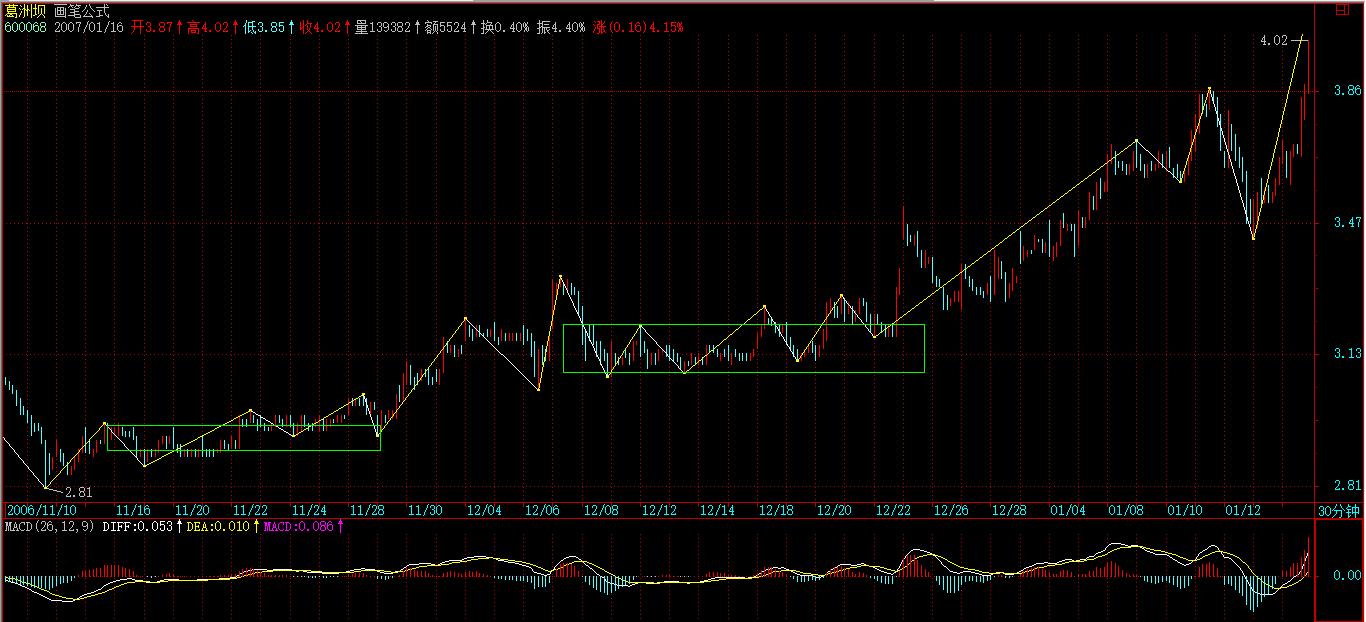 葛洲坝 画笔公式
600068 2007/01/16 开3.87↑高4.02↑低3.85↑收4.02↑量139382↑额5524↑换0.40% 振4.40% 涨(0.16)4.15%
4.02
3.86
3.47
3.13
2.81
2.81
2006/11/10 11/16 11/20 11/22 11/24 11/28 11/30 12/04 12/06 12/08 12/12 12/14 12/18 12/20 12/22 12/26 12/28 01/04 01/08 01/10 01/12 30分钟
MACD(26,12,9) DIFF:0.053↑DEA:0.010↑MACD:0.086↑
0.00